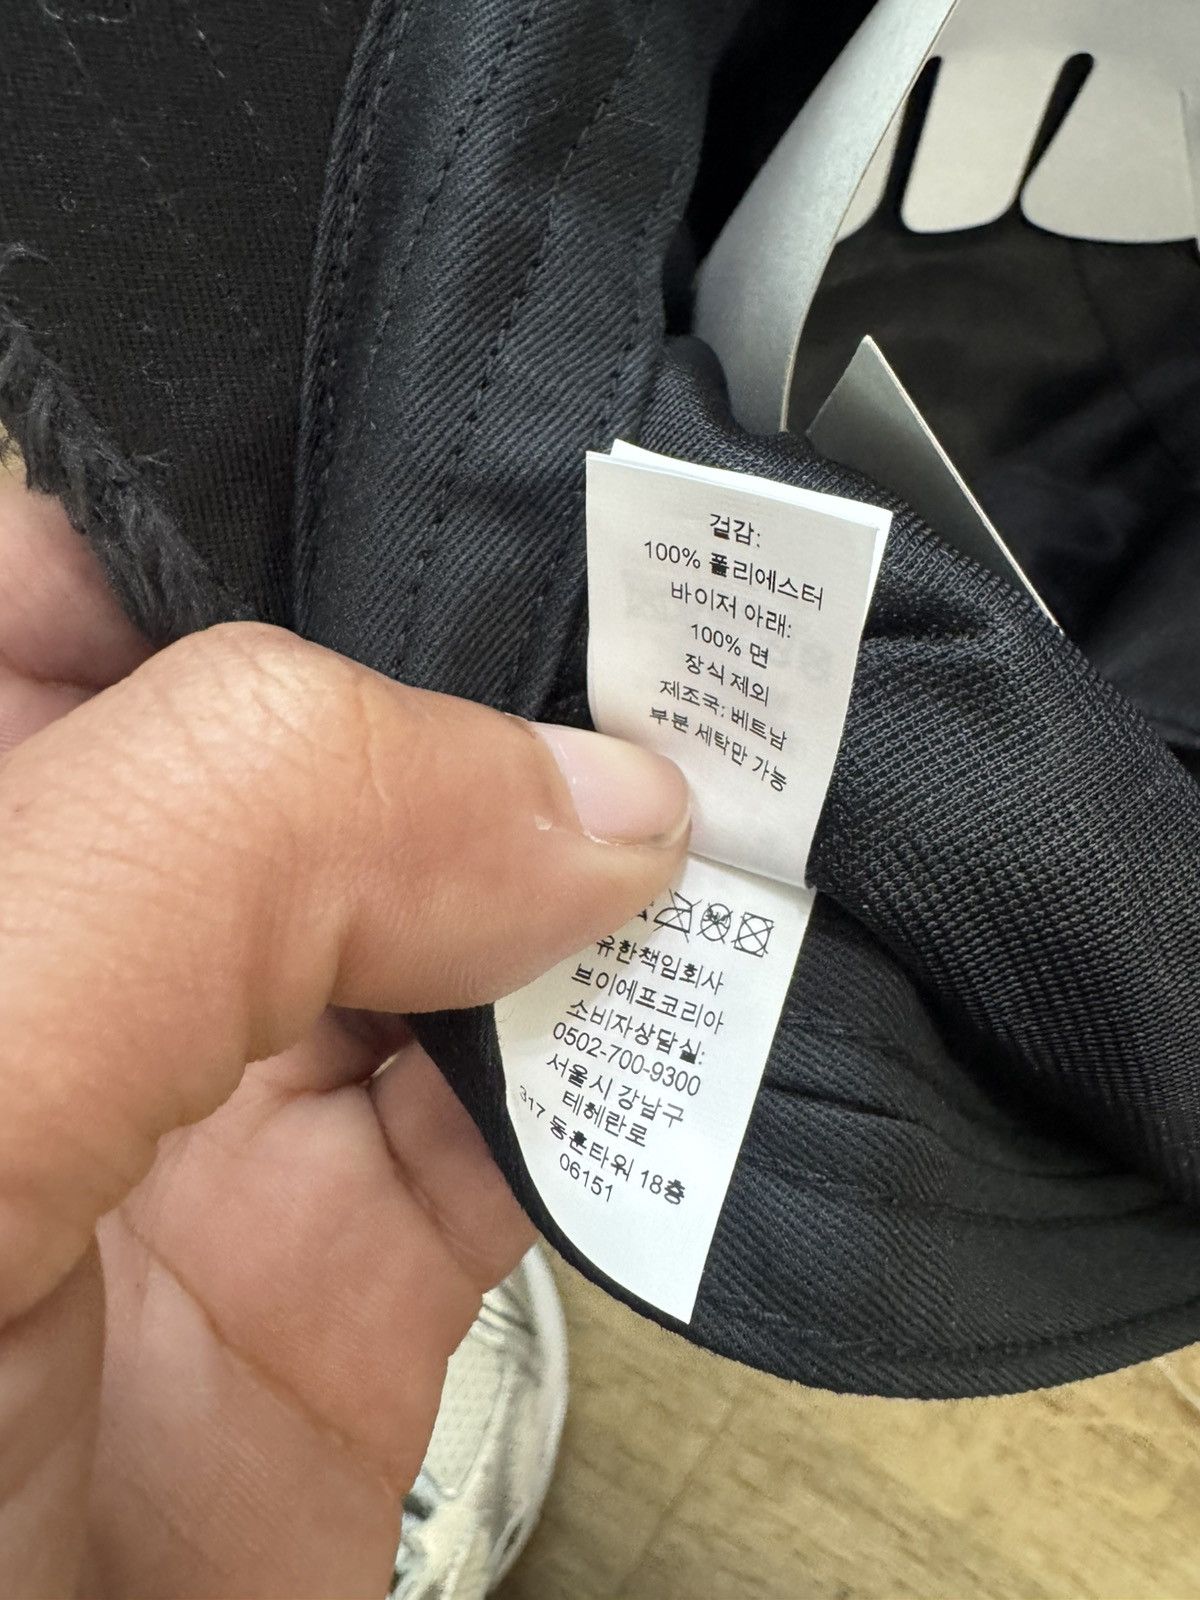 겉감:
100% 폴리에스터
바이저 아래:
100% 면
장식 제외
제조국: 베트남
부분 세탁만 가능
유한책임회사
브이에프코리아
소비자상담실:
0502-700-9300
서울시 강남구
테헤란로
317 동훈타워 18층
06151